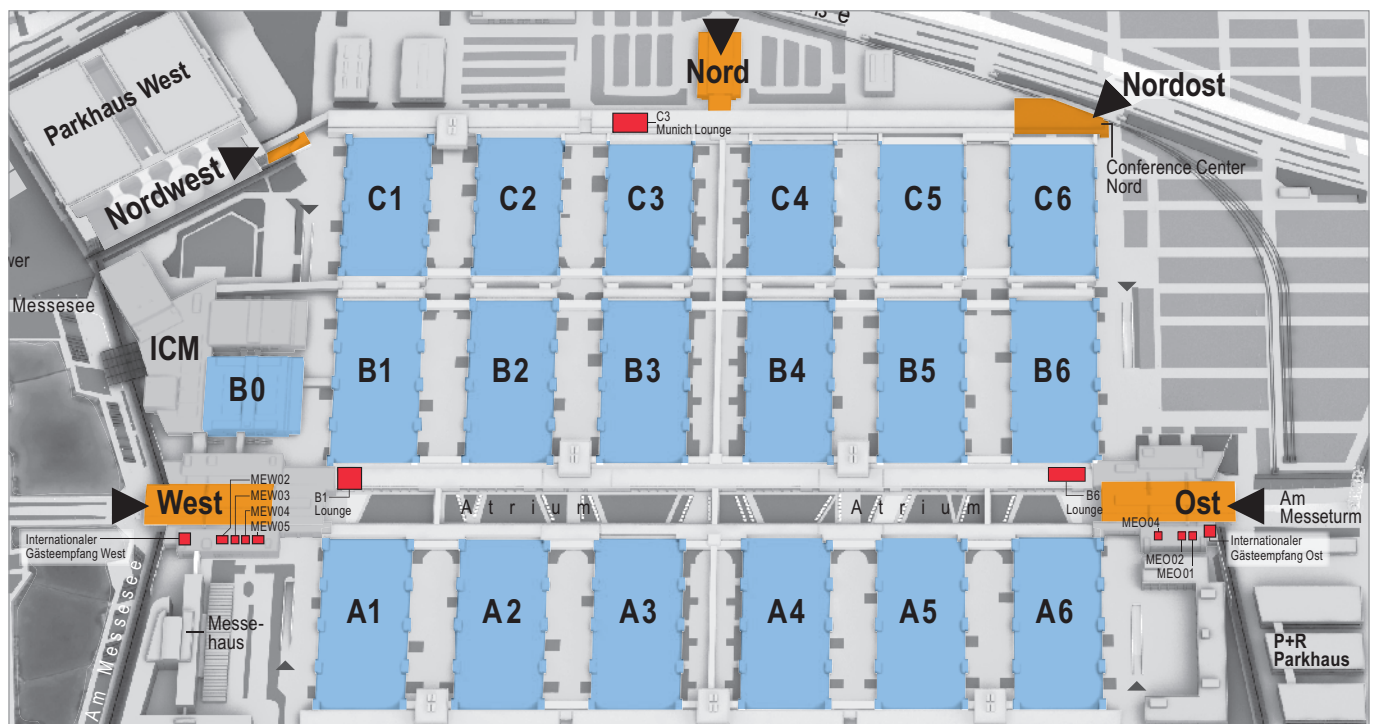 Nord
Nordost
Parkhaus West
C3
Munich Lounge
Nordwest
Conference Center
Nord
C1
C2
C3
C4
C5
C6
Messesee
ICM
B0
B1
B2
B3
B4
B5
B6
West
MEW02
MEW03
MEW04
MEW05
B1
Lounge
Atrium
Atrium
B6
Lounge
Ost
Am
Messeturm
Internationaler
Gästeempfang West
MEO04
MEO02
MEO01
Internationaler
Gästeempfang Ost
A1
A2
A3
A4
A5
A6
Messe-
haus
Am Messesee
P+R
Parkhaus